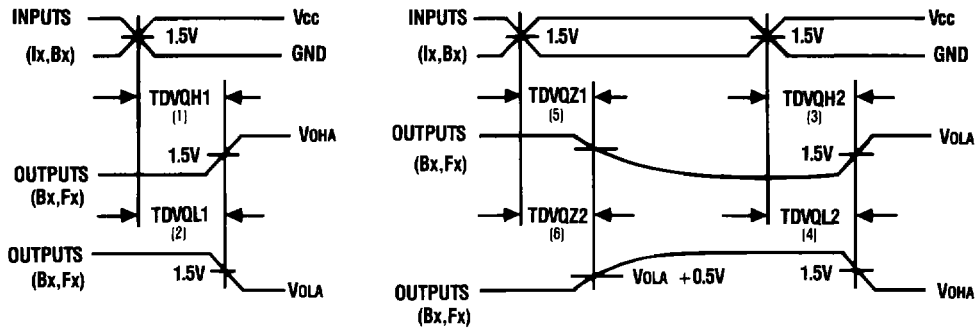 INPUTS
(Ix,Bx)
1.5V
VCC
GND
TDVQH1
(1)
OUTPUTS
(Bx,Fx)
1.5V
VOHA
TDVQL1
(2)
OUTPUTS
(Bx,Fx)
1.5V
VOLA
INPUTS
(Ix,Bx)
1.5V
1.5V
VCC
GND
TDVQZ1
(5)
TDVQH2
(3)
OUTPUTS
(Bx,Fx)
1.5V
VOLA
TDVQZ2
(6)
TDVQL2
(4)
OUTPUTS
(Bx,Fx)
VOLA +0.5V
1.5V
VOHA